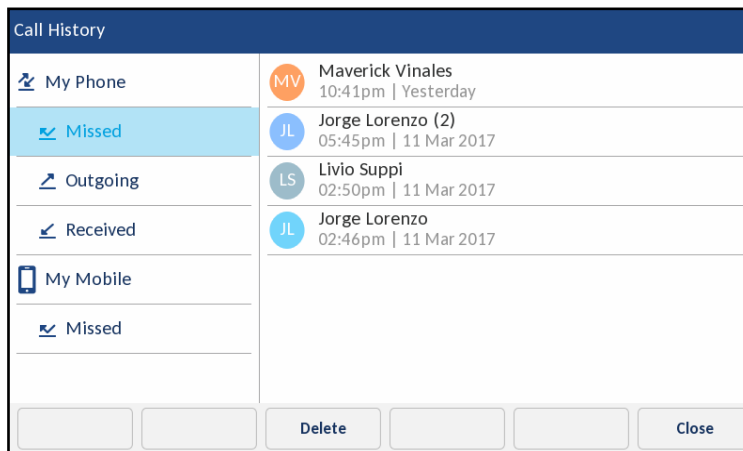 Call History
My Phone
Missed
Outgoing
Received
My Mobile
Missed
MV
Maverick Vinales
10:41pm | Yesterday
JL
Jorge Lorenzo (2)
05:45pm | 11 Mar 2017
LS
Livio Suppi
02:50pm | 11 Mar 2017
JL
Jorge Lorenzo
02:46pm | 11 Mar 2017
Delete
Close